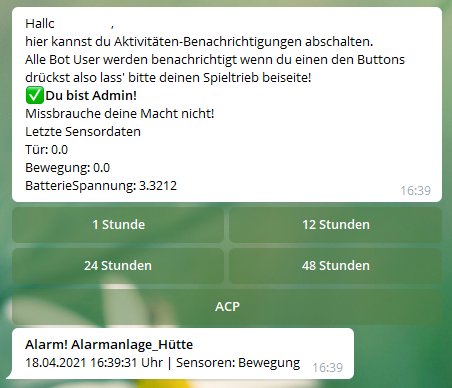 Hallo ,
hier kannst du Aktivitäten-Benachrichtigungen abschalten.
Alle Bot User werden benachrichtigt wenn du einen den Buttons
drückst also lass' bitte deinen Spieltrieb beiseite!
✅Du bist Admin!
Missbrauche deine Macht nicht!
Letzte Sensordaten
Tür: 0.0
Bewegung: 0.0
BatterieSpannung: 3.3212
16:39
1 Stunde 12 Stunden
24 Stunden 48 Stunden
ACP
Alarm! Alarmanlage_Hütte
18.04.2021 16:39:31 Uhr | Sensoren: Bewegung 16:39